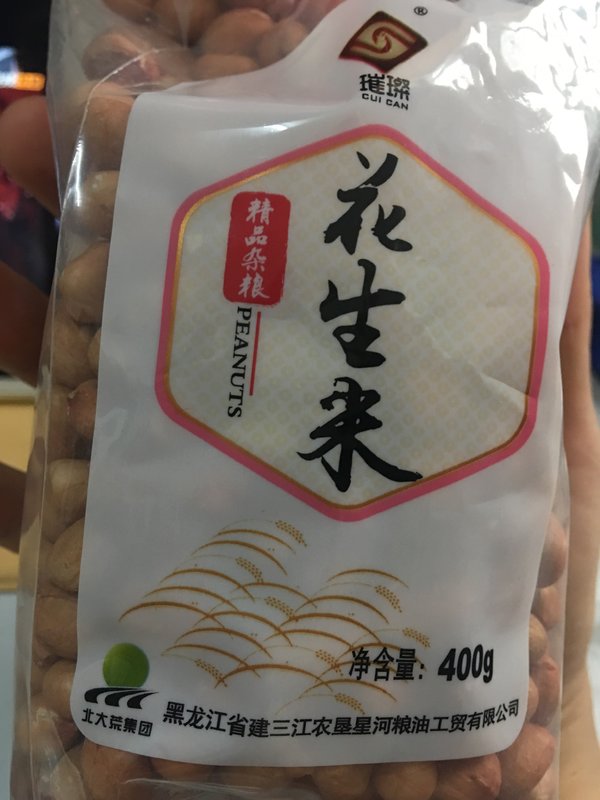 ®
璀璨
CUI CAN
花生米
精品杂粮
PEANUTS
净含量：400g
北大荒集团
黑龙江省建三江农垦星河粮油工贸有限公司